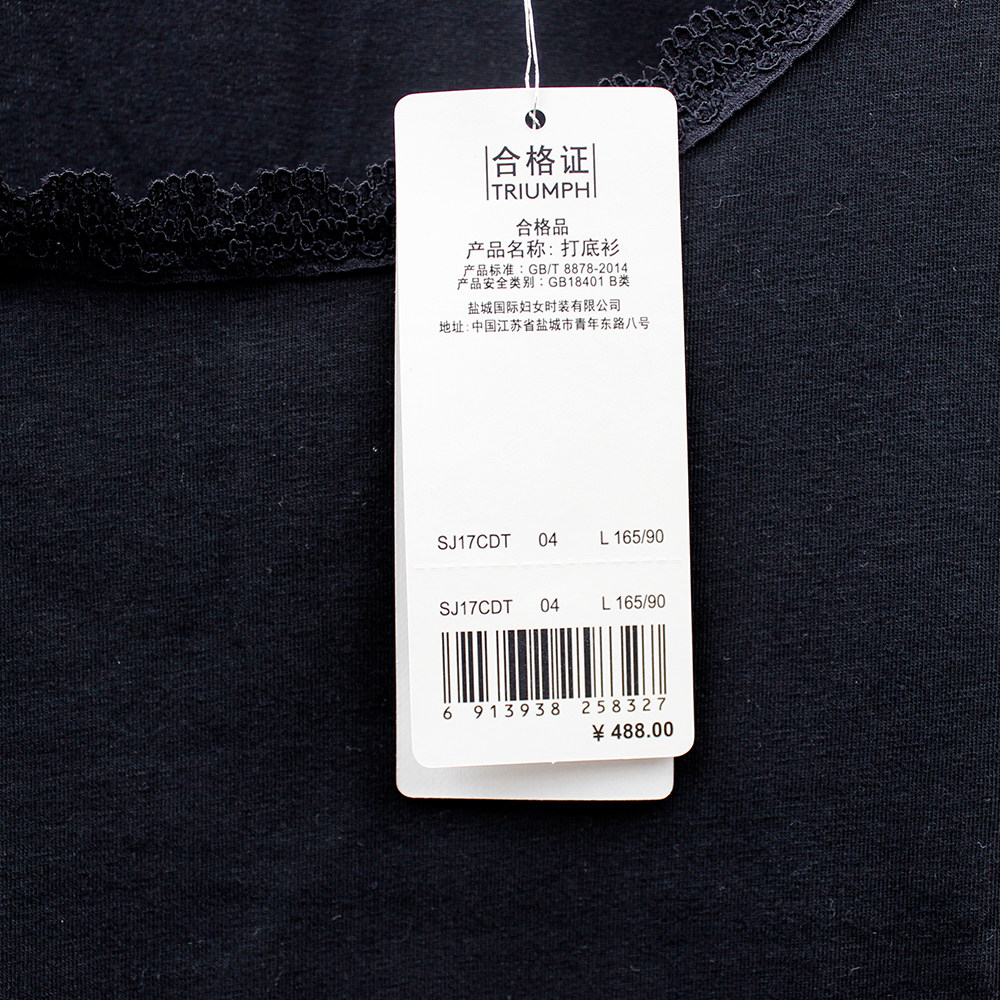 合格证
TRIUMPH
合格品
产品名称: 打底衫
产品标准：GB/T 8878-2014
产品安全类别：GB18401 B类
盐城国际妇女时装有限公司
地址: 中国江苏省盐城市青年东路八号
SJ17CDT 04 L 165/90
SJ17CDT 04 L 165/90
6 913938 258327
¥ 488.00